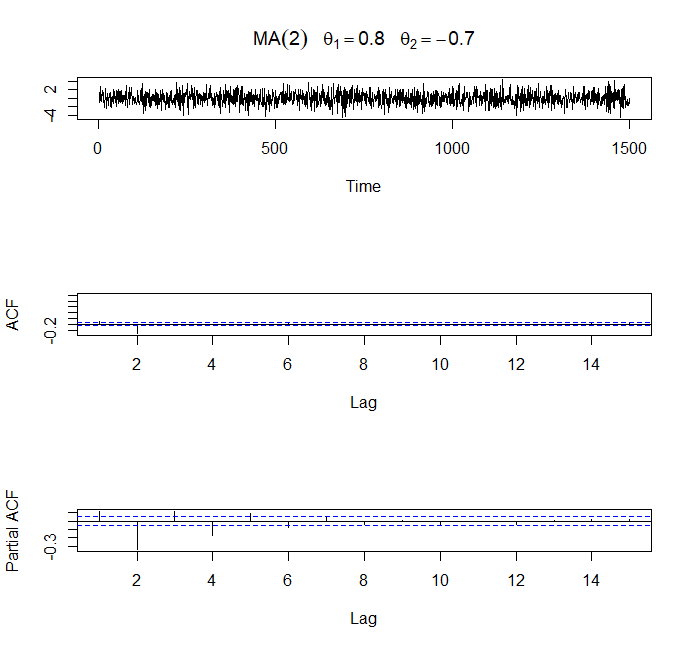 MA(2) θ1 = 0.8 θ2 = −0.7
2
-4
0 500 1000 1500
Time
ACF
-0.2
2 4 6 8 10 12 14
Lag
Partial ACF
-0.3
2 4 6 8 10 12 14
Lag